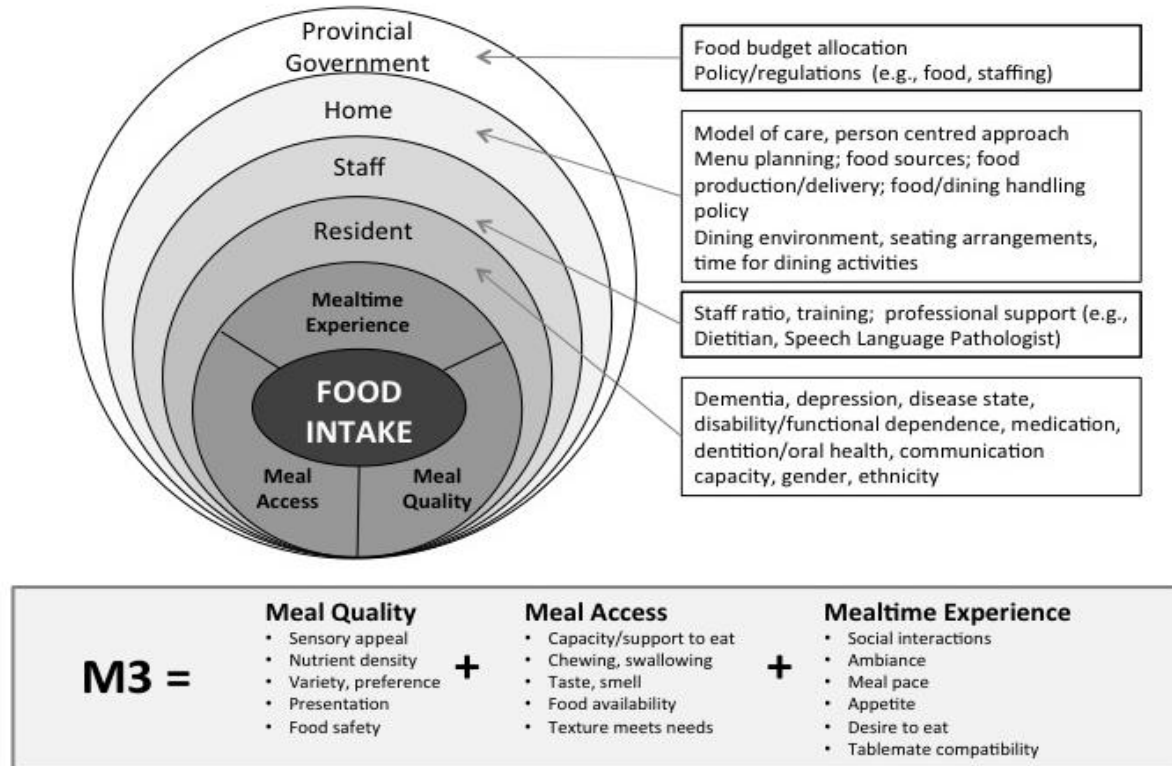 Provincial
Government
Home
Staff
Resident
Mealtime
Experience
FOOD
INTAKE
Meal
Access
Meal
Quality
Food budget allocation
Policy/regulations (e.g., food, staffing)
Model of care, person centred approach
Menu planning; food sources; food
production/delivery; food/dining handling
policy
Dining environment, seating arrangements,
time for dining activities
Staff ratio, training; professional support (e.g.,
Dietitian, Speech Language Pathologist)
Dementia, depression, disease state,
disability/functional dependence, medication,
dentition/oral health, communication
capacity, gender, ethnicity
M3 =
Meal Quality
• Sensory appeal
• Nutrient density
• Variety, preference
• Presentation
• Food safety
+
Meal Access
• Capacity/support to eat
• Chewing, swallowing
• Taste, smell
• Food availability
• Texture meets needs
+
Mealtime Experience
• Social interactions
• Ambiance
• Meal pace
• Appetite
• Desire to eat
• Tablemate compatibility